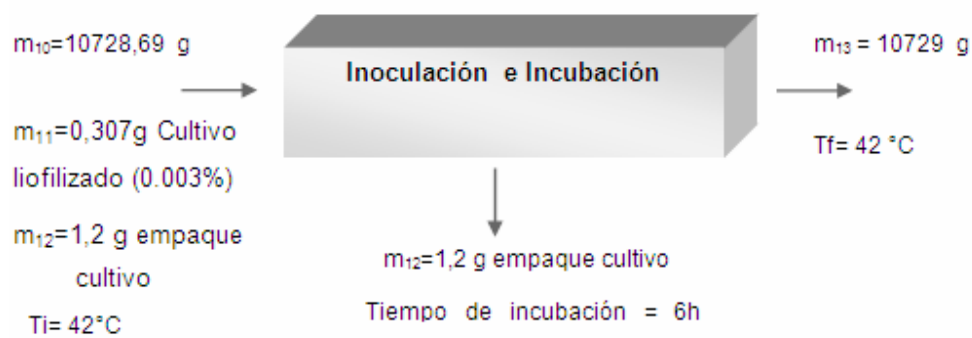 m₁₀=10728,69 g
m₁₁=0,307g Cultivo
liofilizado (0.003%)
m₁₂=1,2 g empaque
cultivo
Ti= 42°C
Inoculación e Incubación
m₁₂=1,2 g empaque cultivo
Tiempo de incubación = 6h
m₁₃ = 10729 g
Tf= 42 °C